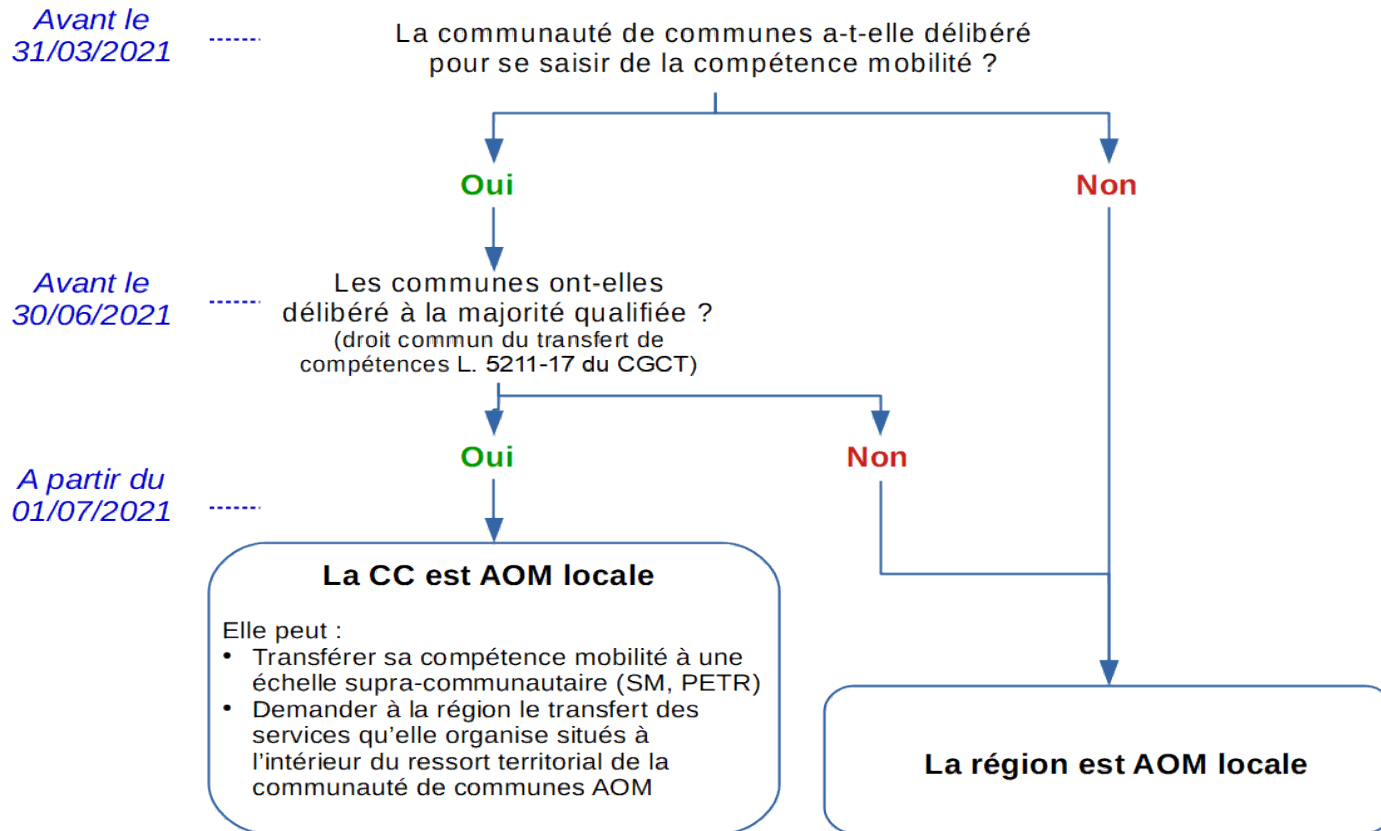 Avant le
31/03/2021
La communauté de communes a-t-elle délibéré
pour se saisir de la compétence mobilité ?
Oui
Non
Avant le
30/06/2021
Les communes ont-elles
délibéré à la majorité qualifiée ?
(droit commun du transfert de
compétences L. 5211-17 du CGCT)
Oui
Non
A partir du
01/07/2021
La CC est AOM locale
Elle peut :
• Transférer sa compétence mobilité à une
échelle supra-communautaire (SM, PETR)
• Demander à la région le transfert des
services qu’elle organise situés à
l’intérieur du ressort territorial de la
communauté de communes AOM
La région est AOM locale